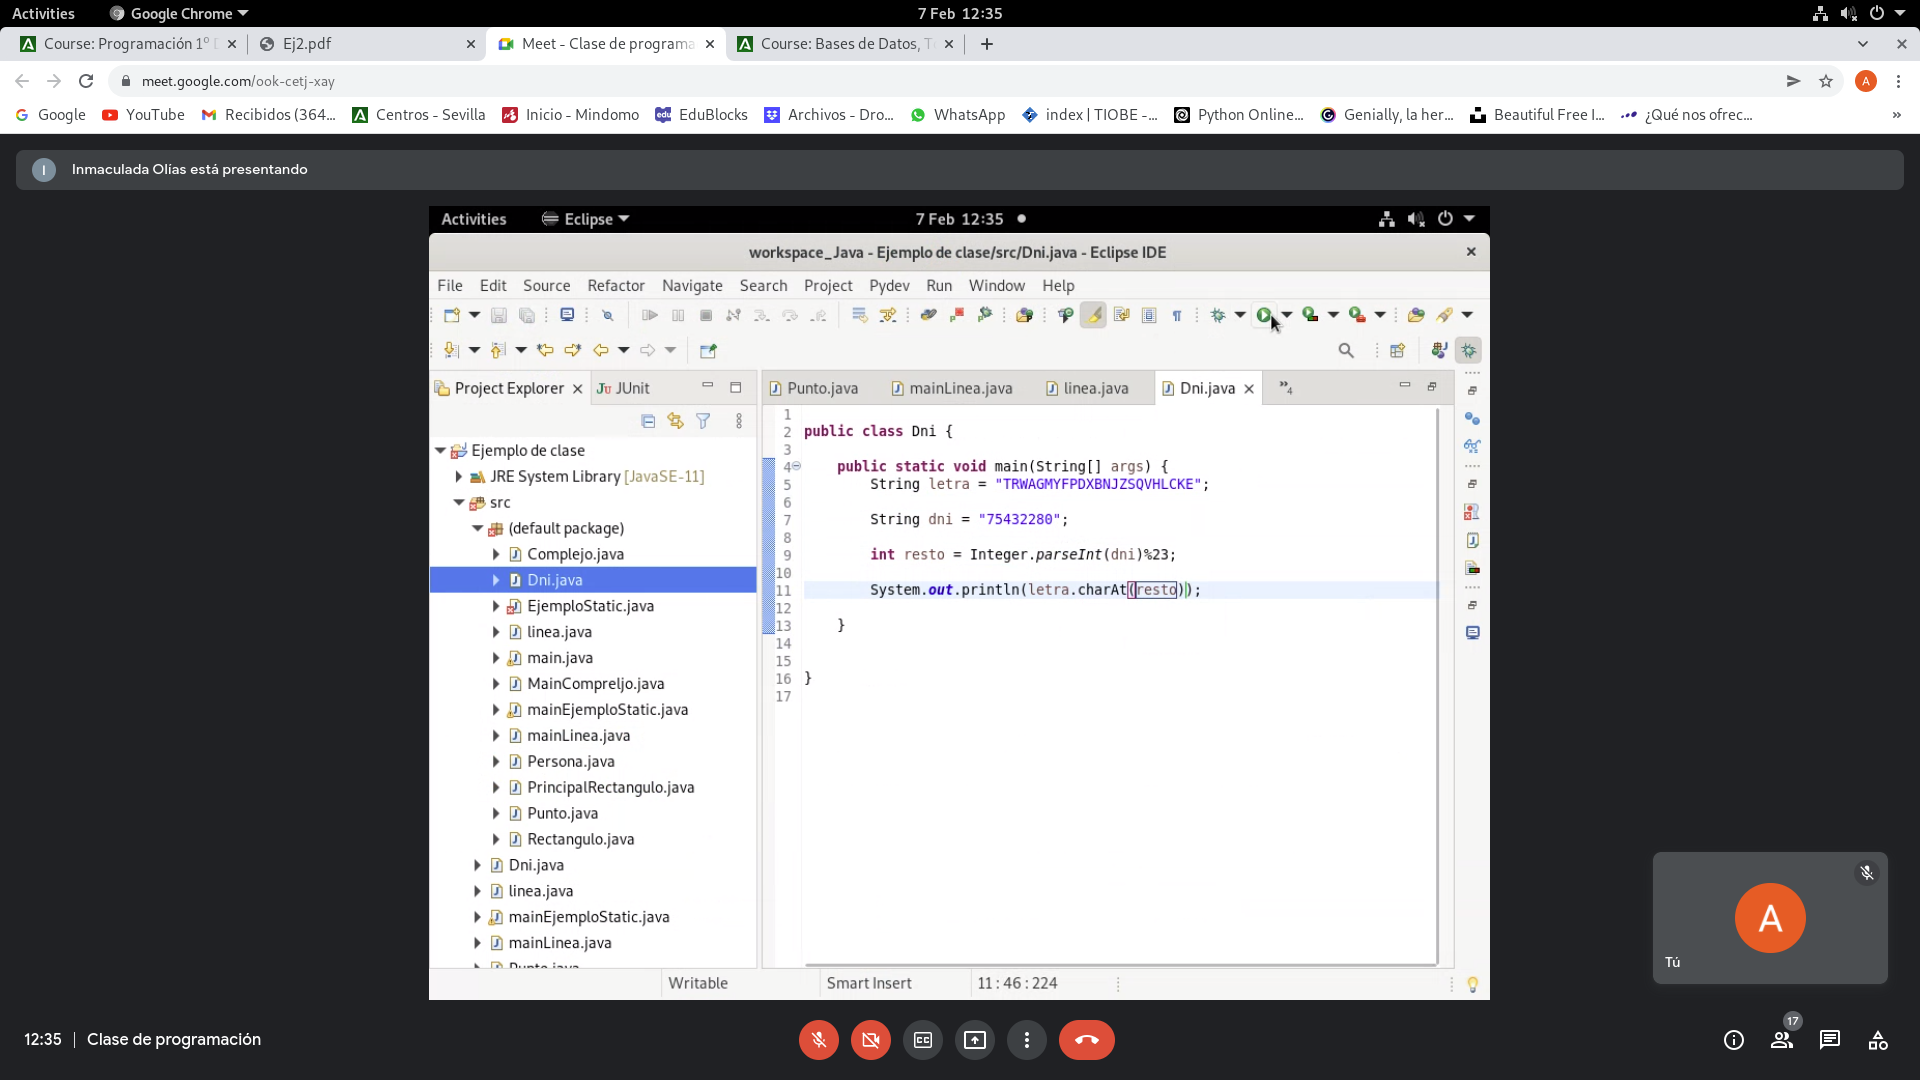 Activities Google Chrome 7 Feb 12:35
Course: Programación 1º D Ej2.pdf Meet - Clase de programa Course: Bases de Datos, T
meet.google.com/ook-cetj-xay A
Google YouTube Recibidos (364... Centros - Sevilla Inicio - Mindomo EduBlocks Archivos - Dro... WhatsApp index | TIOBE -... Python Online... Genially, la her... Beautiful Free I... ¿Qué nos ofrec... »
I Inmaculada Olías está presentando
Activities Eclipse 7 Feb 12:35
workspace_Java - Ejemplo de clase/src/Dni.java - Eclipse IDE
File Edit Source Refactor Navigate Search Project Pydev Run Window Help
Project Explorer JUnit
Punto.java mainLinea.java linea.java Dni.java »4
Ejemplo de clase
JRE System Library [JavaSE-11]
src
(default package)
Complejo.java
Dni.java
EjemploStatic.java
linea.java
main.java
MainCompreljo.java
mainEjemploStatic.java
mainLinea.java
Persona.java
PrincipalRectangulo.java
Punto.java
Rectangulo.java
Dni.java
linea.java
mainEjemploStatic.java
mainLinea.java
Punto.java
1
2 public class Dni {
3
4 public static void main(String[] args) {
5 String letra = "TRWAGMYFPDXBNJZSQVHLCKE";
6
7 String dni = "75432280";
8
9 int resto = Integer.parseInt(dni)%23;
10
11 System.out.println(letra.charAt(resto));
12
13 }
14
15
16 }
17
Writable Smart Insert 11 : 46 : 224
A
Tú
12:35 | Clase de programación
17